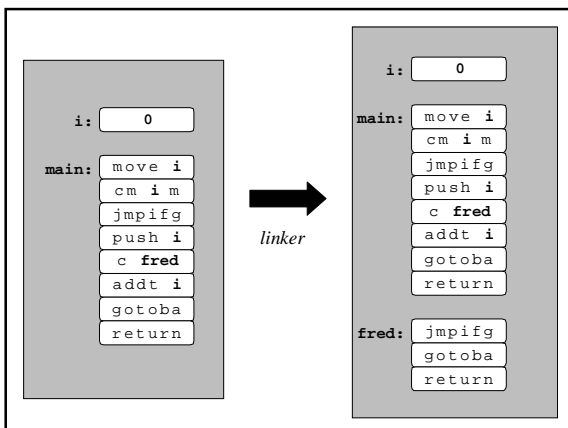 i: 0
main: move i
cm i m
jmpifg
push i
c fred
addt i
gotoba
return
linker
i: 0
main: move i
cm i m
jmpifg
push i
c fred
addt i
gotoba
return
fred: jmpifg
gotoba
return